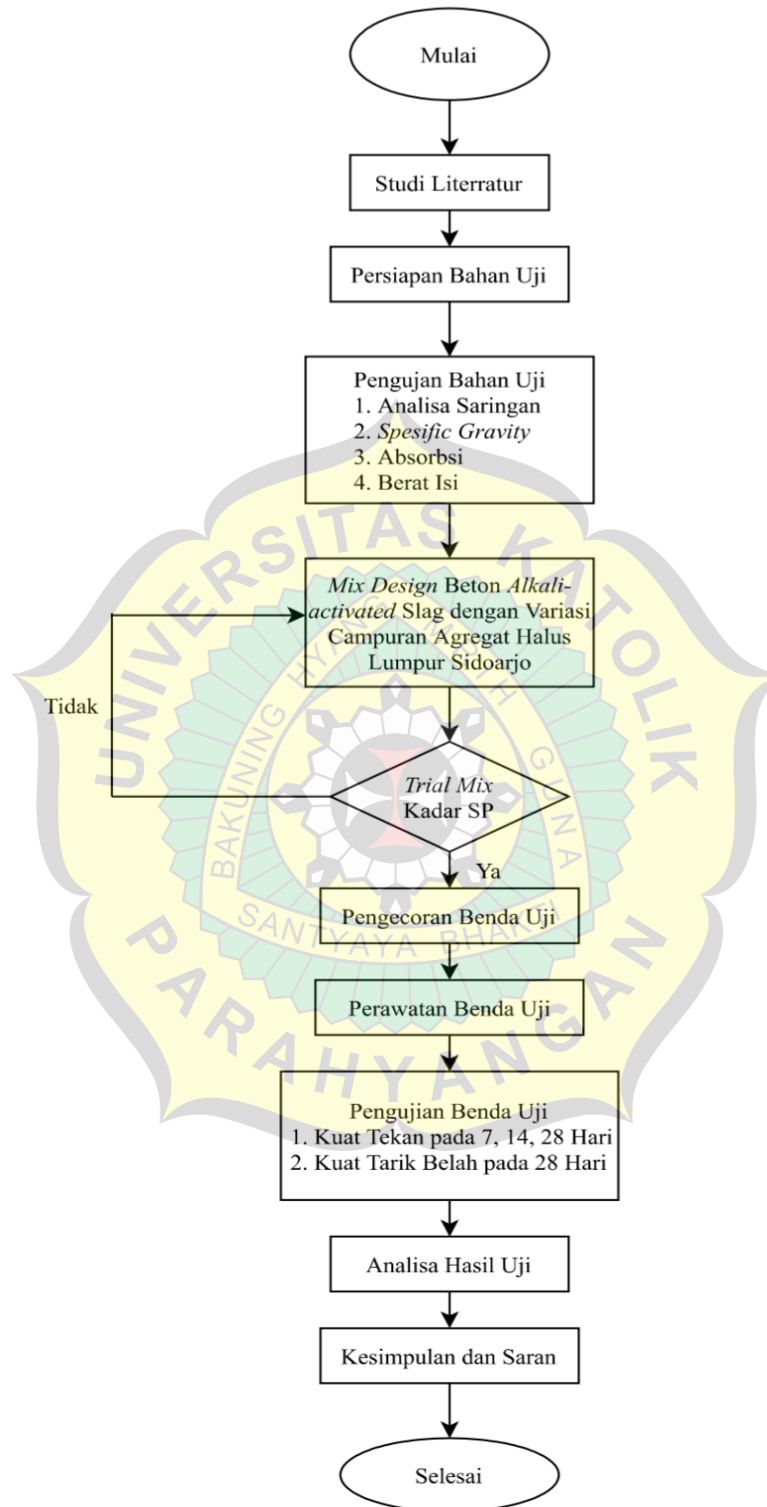 Mulai
Studi Literratur
Persiapan Bahan Uji
Pengujan Bahan Uji
1. Analisa Saringan
2. Spesific Gravity
3. Absorbsi
4. Berat Isi
Mix Design Beton Alkali-
activated Slag dengan Variasi
Campuran Agregat Halus
Lumpur Sidoarjo
Tidak
Trial Mix
Kadar SP
Ya
Pengecoran Benda Uji
Perawatan Benda Uji
Pengujian Benda Uji
1. Kuat Tekan pada 7, 14, 28 Hari
2. Kuat Tarik Belah pada 28 Hari
Analisa Hasil Uji
Kesimpulan dan Saran
Selesai
UNIVERSITAS KATOLIK
PARAHYANGAN
BAKUNING HYANG MRIH GUNA
SANTYAYA BHAKTI